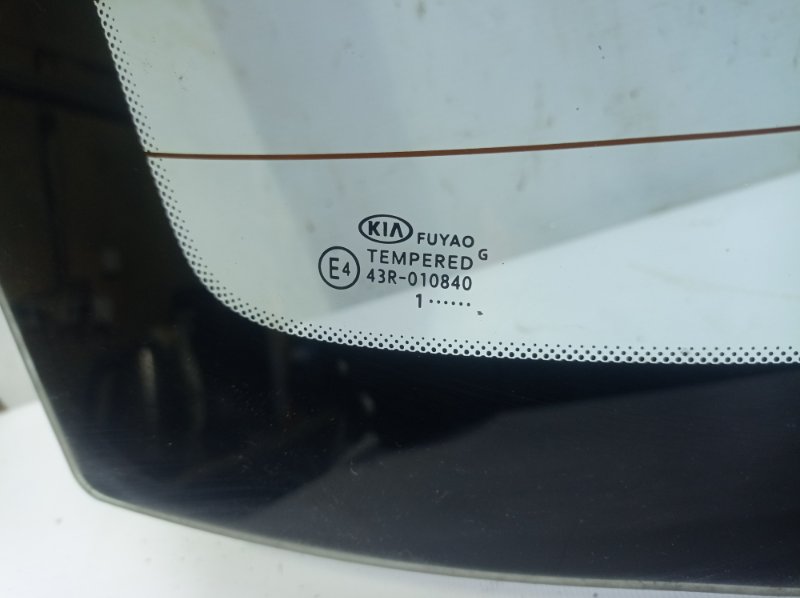 KIA FUYAO
TEMPERED G
E4 43R-010840
1 ······